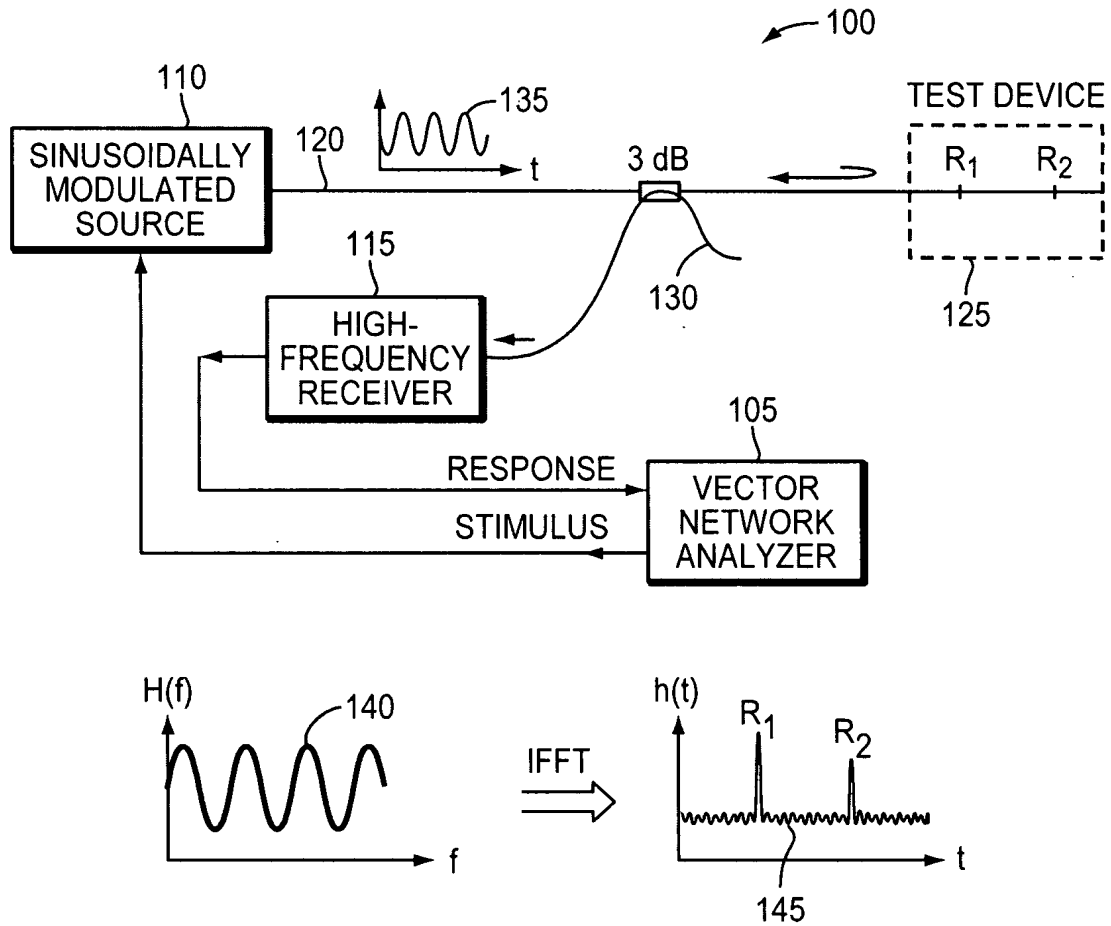 100
110
135
TEST DEVICE
SINUSOIDALLY
MODULATED
SOURCE
120
t
3 dB
R1
R2
115
130
125
HIGH-
FREQUENCY
RECEIVER
105
RESPONSE
STIMULUS
VECTOR
NETWORK
ANALYZER
H(f)
140
f
IFFT
h(t)
R1
R2
t
145